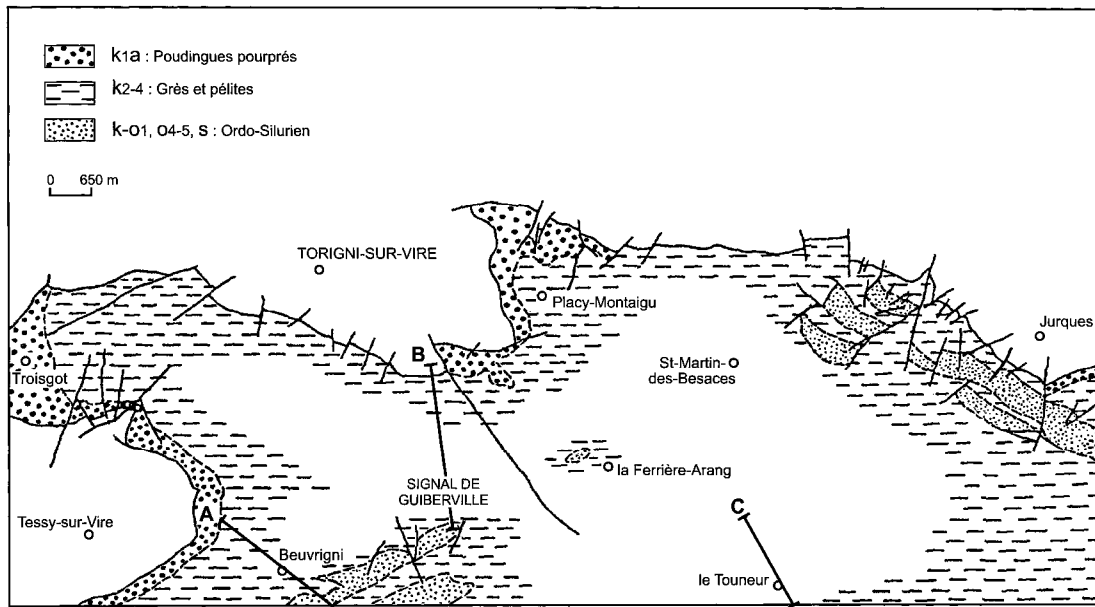 k1a : Poudingues pourprés
k2-4 : Grès et pélites
k-o1, o4-5, s : Ordo-Silurien
0 650 m
TORIGNI-SUR-VIRE
Placy-Montaigu
Jurques
B
St-Martin-
des-Besaces
Troisgot
la Ferrière-Arang
SIGNAL DE
GUIBERVILLE
A
C
Tessy-sur-Vire
Beuvrigni
le Touneur